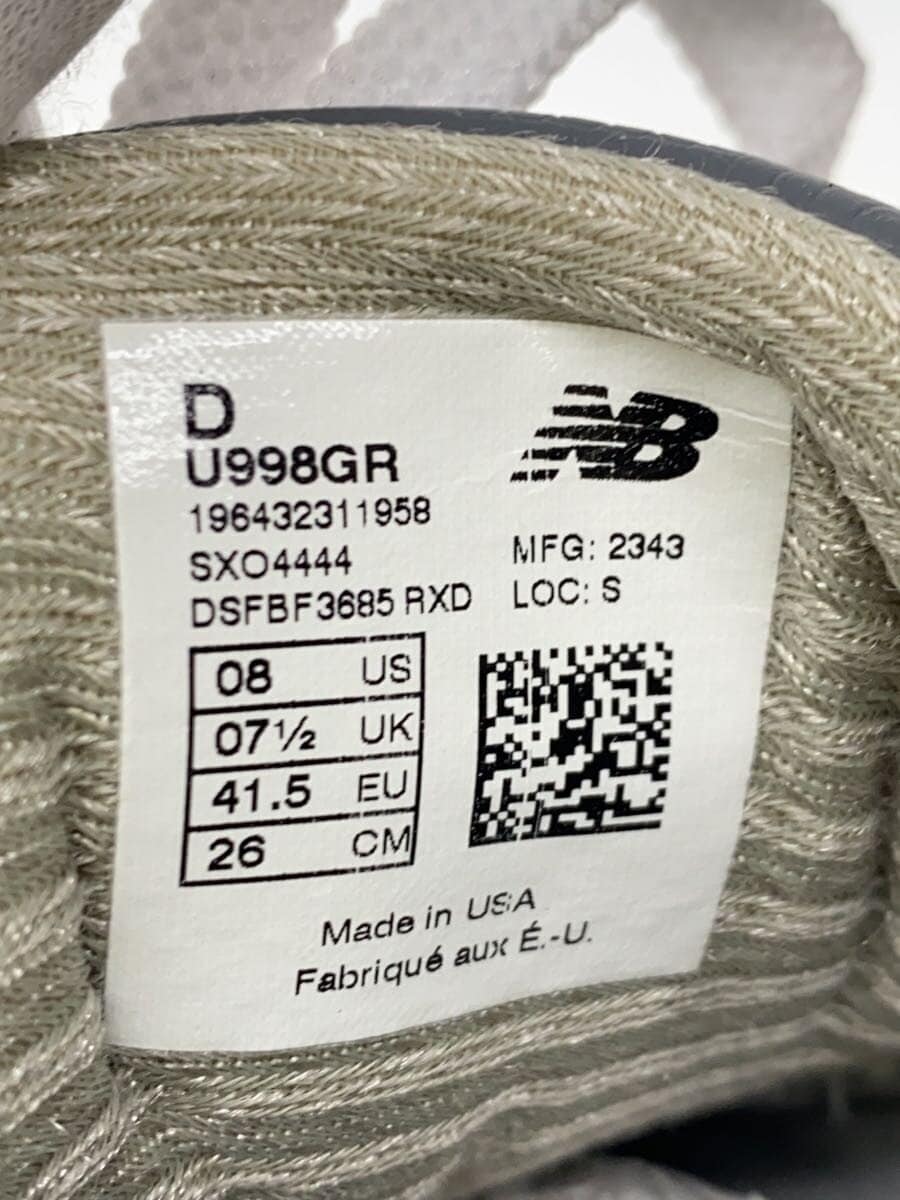 D
NB
U998GR
196432311958
SXO4444
MFG: 2343
DSFBF3685 RXD
LOC: S
08 US
07½ UK
41.5 EU
26 CM
Made in USA
Fabriqué aux É.-U.